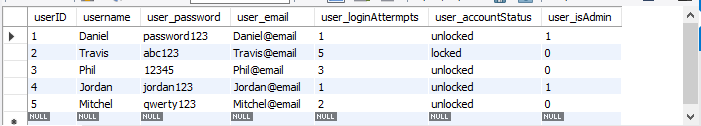 userID username user_password user_email user_loginAttermpts user_accountStatus user_isAdmin
1 Daniel password123 Daniel@email 1 unlocked 1
2 Travis abc123 Travis@email 5 locked 0
3 Phil 12345 Phil@email 3 unlocked 0
4 Jordan jordan123 Jordan@email 1 unlocked 1
5 Mitchel qwerty123 Mitchel@email 2 unlocked 0
NULL NULL NULL NULL NULL NULL NULL